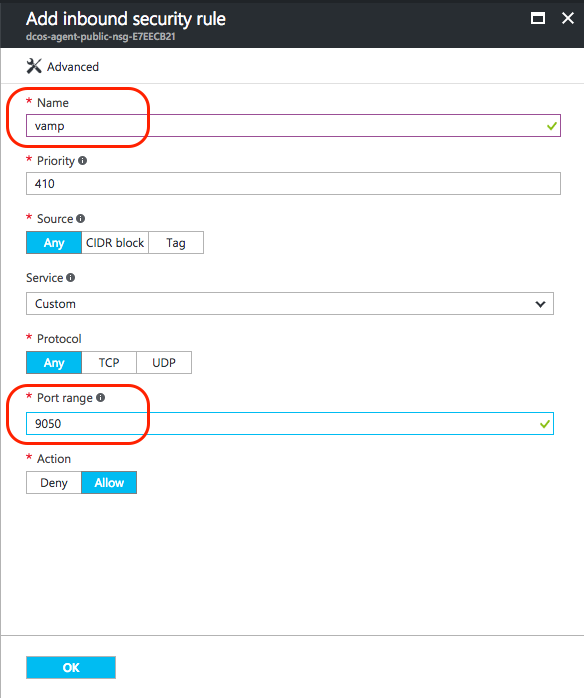 Add inbound security rule
dcos-agent-public-nsg-E7EECB21
Advanced
* Name
vamp
* Priority
410
* Source
Any CIDR block Tag
Service
Custom
* Protocol
Any TCP UDP
* Port range
9050
* Action
Deny Allow
OK